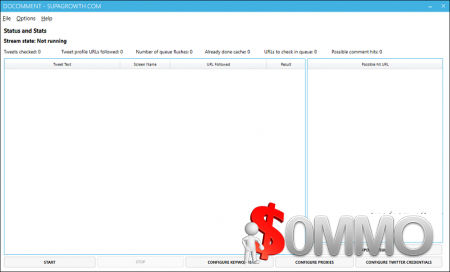 DOCOMMENT - SUPAGROWTH.COM
File Options Help
Status and Stats
Stream state: Not running
Tweets checked: 0 Tweet profile URLs followed: 0 Number of queue flushes: 0 Already done cache: 0 URLs to check in queue: 0 Possible comment hits: 0
Tweet Text Screen Name URL Followed Result Possible hit URL
$0MMO
START STOP CONFIGURE KEYWO CONFIGURE PROXIES CONFIGURE TWITTER CREDENTIALS